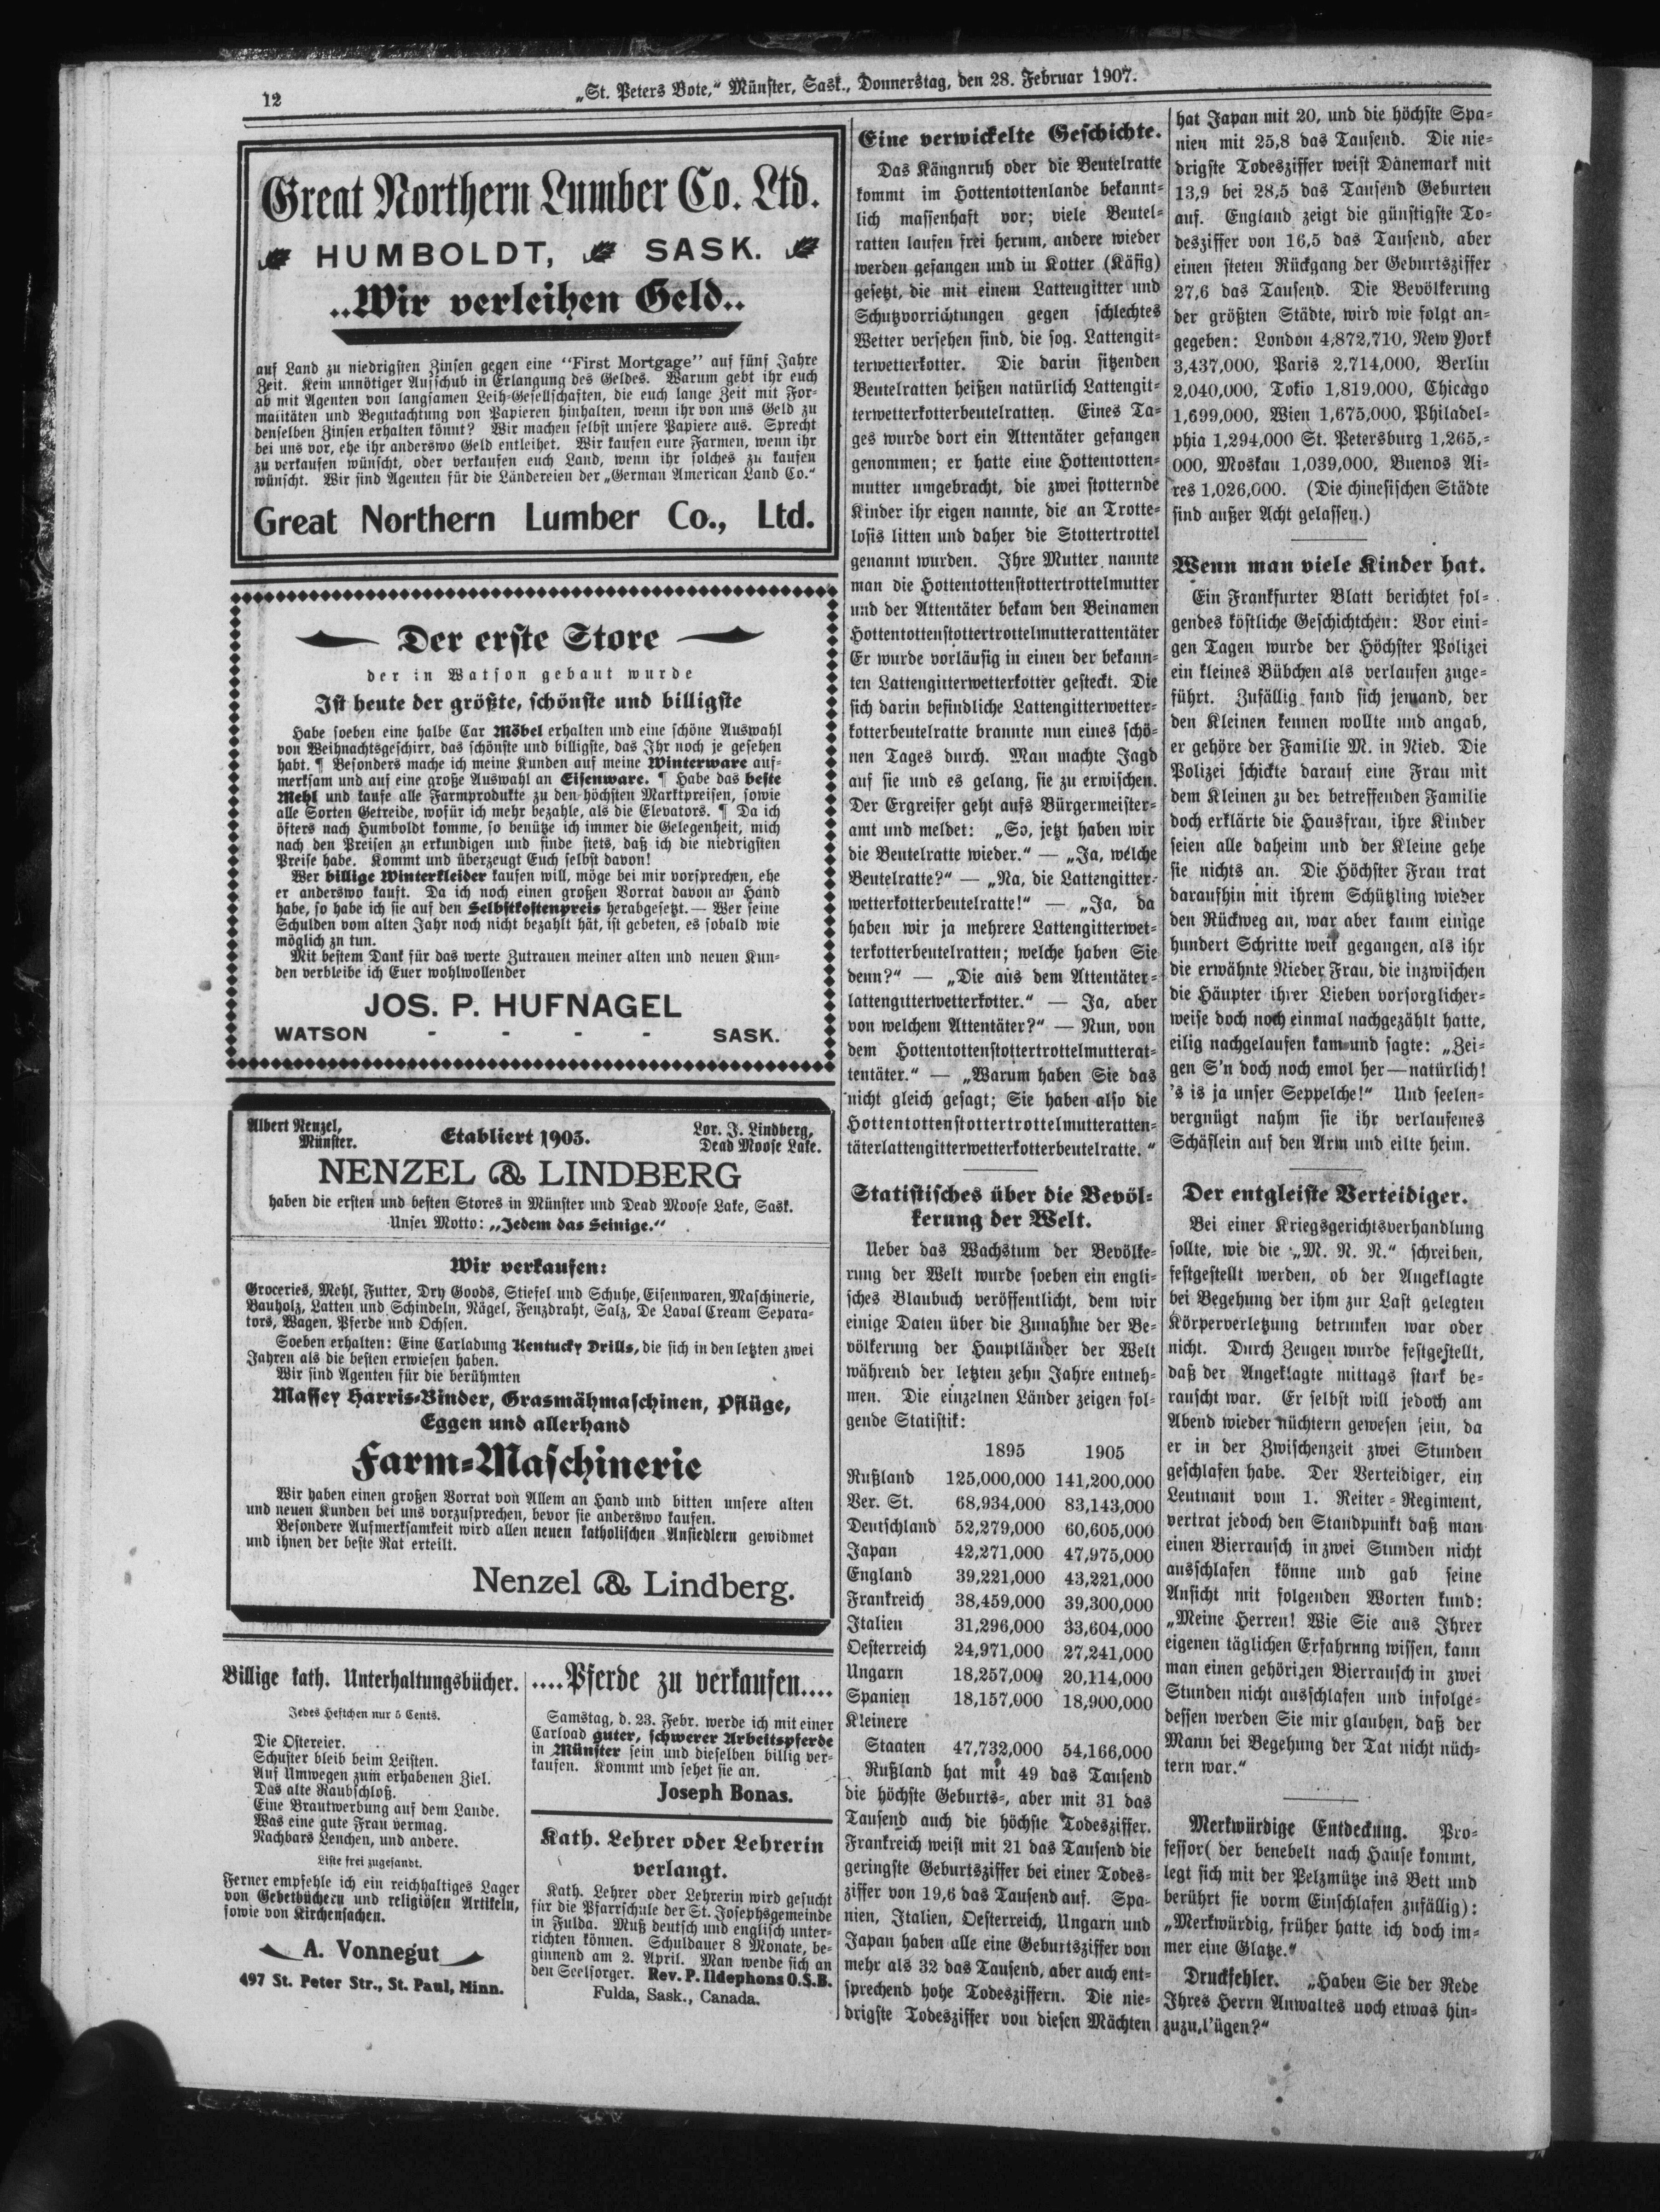 12
„St. Peters Bote,“ Münster, Sask., Donnerstag, den 28. Februar 1907.
Great Northern Lumber Co. Ltd.
HUMBOLDT, SASK.
..Wir verleihen Geld..
auf Land zu niedrigsten Zinsen gegen eine “First Mortgage” auf fünf Jahre
Zeit. Kein unnötiger Aufschub in Erlangung des Geldes. Warum gebt ihr euch
ab mit Agenten von langsamen Leih-Gesellschaften, die euch lange Zeit mit For-
malitäten und Begutachtung von Papieren hinhalten, wenn ihr von uns Geld zu
denselben Zinsen erhalten könnt? Wir machen selbst unsere Papiere aus. Sprecht
bei uns vor, ehe ihr anderswo Geld entleihet. Wir kaufen eure Farmen, wenn ihr
zu verkaufen wünscht, oder verkaufen euch Land, wenn ihr solches zu kaufen
wünscht. Wir sind Agenten für die Ländereien der „German American Land Co.“
Great Northern Lumber Co., Ltd.
Der erste Store
der in Watson gebaut wurde
Ist heute der größte, schönste und billigste
Habe soeben eine halbe Car Möbel erhalten und eine schöne Auswahl
von Weihnachtsgeschirr, das schönste und billigste, das Ihr noch je gesehen
habt. ¶ Besonders mache ich meine Kunden auf meine Winterware auf-
merksam und auf eine große Auswahl an Eisenware. ¶ Habe das beste
Mehl und kaufe alle Farmprodukte zu den höchsten Marktpreisen, sowie
alle Sorten Getreide, wofür ich mehr bezahle, als die Elevators. ¶ Da ich
öfters nach Humboldt komme, so benütze ich immer die Gelegenheit, mich
nach den Preisen zu erkundigen und finde stets, daß ich die niedrigsten
Preise habe. Kommt und überzeugt Euch selbst davon!
Wer billige Winterkleider kaufen will, möge bei mir vorsprechen, ehe
er anderswo kauft. Da ich noch einen großen Vorrat davon an Hand
habe, so habe ich sie auf den Selbstkostenpreis herabgesetzt. — Wer seine
Schulden vom alten Jahr noch nicht bezahlt hät, ist gebeten, es sobald wie
möglich zu tun.
Mit bestem Dank für das werte Zutrauen meiner alten und neuen Kun-
den verbleibe ich Euer wohlwollender
JOS. P. HUFNAGEL
WATSON - - - - SASK.
Albert Nenzel,
Münster.
Etabliert 1905.
Lor. J. Lindberg,
Dead Moose Lake.
NENZEL & LINDBERG
haben die ersten und besten Stores in Münster und Dead Moose Lake, Sask.
Unser Motto: „Jedem das Seinige.“
Wir verkaufen:
Groceries, Mehl, Futter, Dry Goods, Stiefel und Schuhe, Eisenwaren, Maschinerie,
Bauholz, Latten und Schindeln, Nägel, Fenzdraht, Salz, De Laval Cream Separa-
tors, Wagen, Pferde und Ochsen.
Soeben erhalten: Eine Carladung Kentucky Drills, die sich in den letzten zwei
Jahren als die besten erwiesen haben.
Wir sind Agenten für die berühmten
Massey Harris-Binder, Grasmähmaschinen, Pflüge,
Eggen und allerhand
Farm-Maschinerie
Wir haben einen großen Vorrat von Allem an Hand und bitten unsere alten
und neuen Kunden bei uns vorzusprechen, bevor sie anderswo kaufen.
Besondere Aufmerksamkeit wird allen neuen katholischen Ansiedlern gewidmet
und ihnen der beste Rat erteilt.
Nenzel & Lindberg.
Billige kath. Unterhaltungsbücher.
Jedes Heftchen nur 5 Cents.
Die Ostereier.
Schuster bleib beim Leisten.
Auf Umwegen zum erhabenen Ziel.
Das alte Raubschloß.
Eine Brautwerbung auf dem Lande.
Was eine gute Frau vermag.
Nachbars Lenchen, und andere.
Liste frei zugesandt.
Ferner empfehle ich ein reichhaltiges Lager
von Gebetbüchern und religiösen Artikeln,
sowie von Kirchensachen.
A. Vonnegut
497 St. Peter Str., St. Paul, Minn.
....Pferde zu verkaufen....
Samstag, d. 23. Febr. werde ich mit einer
Carload guter, schwerer Arbeitspferde
in Münster sein und dieselben billig ver-
kaufen. Kommt und sehet sie an.
Joseph Bonas.
Kath. Lehrer oder Lehrerin
verlangt.
Kath. Lehrer oder Lehrerin wird gesucht
für die Pfarrschule der St. Josephsgemeinde
in Fulda. Muß deutsch und englisch unter-
richten können. Schuldauer 8 Monate, be-
ginnend am 2. April. Man wende sich an
den Seelsorger. Rev. P. Ildephons O.S.B.
Fulda, Sask., Canada.
Eine verwickelte Geschichte.
Das Kängnruh oder die Beutelratte
kommt im Hottentottenlande bekannt-
lich massenhaft vor; viele Beutel-
ratten laufen frei herum, andere wieder
werden gefangen und in Kotter (Käfig)
gesetzt, die mit einem Lattengitter und
Schutzvorrichtungen gegen schlechtes
Wetter versehen sind, die sog. Lattengit-
terwetterkotter. Die darin sitzenden
Beutelratten heißen natürlich Lattengit-
terwetterkotterbeutelratten. Eines Ta-
ges wurde dort ein Attentäter gefangen
genommen; er hatte eine Hottentotten-
mutter umgebracht, die zwei stotternde
Kinder ihr eigen nannte, die an Trotte-
losis litten und daher die Stottertrottel
genannt wurden. Ihre Mutter nannte
man die Hottentottenstottertrottelmutter
und der Attentäter bekam den Beinamen
Hottentottenstottertrottelmutterattentäter
Er wurde vorläufig in einen der bekann-
ten Lattengitterwetterkotter gesteckt. Die
sich darin befindliche Lattengitterwetter-
kotterbeutelratte brannte nun eines schö-
nen Tages durch. Man machte Jagd
auf sie und es gelang, sie zu erwischen.
Der Ergreifer geht aufs Bürgermeister-
amt und meldet: „So, jetzt haben wir
die Beutelratte wieder.“ — „Ja, welche
Beutelratte?“ — „Na, die Lattengitter-
wetterkotterbeutelratte!“ — „Ja, da
haben wir ja mehrere Lattengitterwet-
terkotterbeutelratten; welche haben Sie
denn?“ — „Die aus dem Attentäter-
lattengitterwetterkotter.“ — Ja, aber
von welchem Attentäter?“ — Nun, von
dem Hottentottenstottertrottelmutterat-
tentäter.“ — „Warum haben Sie das
nicht gleich gesagt; Sie haben also die
Hottentottenstottertrottelmutteratten-
täterlattengitterwetterkotterbeutelratte.“
Statistisches über die Bevöl-
kerung der Welt.
Ueber das Wachstum der Bevölke-
rung der Welt wurde soeben ein engli-
sches Blaubuch veröffentlicht, dem wir
einige Daten über die Zunahme der Be-
völkerung der Hauptländer der Welt
während der letzten zehn Jahre entneh-
men. Die einzelnen Länder zeigen fol-
gende Statistik:
1895 1905
Rußland 125,000,000 141,200,000
Ver. St. 68,934,000 83,143,000
Deutschland 52,279,000 60,605,000
Japan 42,271,000 47,975,000
England 39,221,000 43,221,000
Frankreich 38,459,000 39,300,000
Italien 31,296,000 33,604,000
Oesterreich 24,971,000 27,241,000
Ungarn 18,257,000 20,114,000
Spanien 18,157,000 18,900,000
Kleinere
Staaten 47,732,000 54,166,000
Rußland hat mit 49 das Tausend
die höchste Geburts-, aber mit 31 das
Tausend auch die höchste Todesziffer.
Frankreich weist mit 21 das Tausend die
geringste Geburtsziffer bei einer Todes-
ziffer von 19,6 das Tausend auf. Spa-
nien, Italien, Oesterreich, Ungarn und
Japan haben alle eine Geburtsziffer von
mehr als 32 das Tausend, aber auch ent-
sprechend hohe Todesziffern. Die nie-
drigste Todesziffer von diesen Mächten
hat Japan mit 20, und die höchste Spa-
nien mit 25,8 das Tausend. Die nie-
drigste Todesziffer weist Dänemark mit
13,9 bei 28,5 das Tausend Geburten
auf. England zeigt die günstigste To-
desziffer von 16,5 das Tausend, aber
einen steten Rückgang der Geburtsziffer
27,6 das Tausend. Die Bevölkerung
der größten Städte, wird wie folgt an-
gegeben: London 4,872,710, New York
3,437,000, Paris 2,714,000, Berlin
2,040,000, Tokio 1,819,000, Chicago
1,699,000, Wien 1,675,000, Philadel-
phia 1,294,000 St. Petersburg 1,265,-
000, Moskau 1,039,000, Buenos Ai-
res 1,026,000. (Die chinesischen Städte
sind außer Acht gelassen.)
Wenn man viele Kinder hat.
Ein Frankfurter Blatt berichtet fol-
gendes köstliche Geschichtchen: Vor eini-
gen Tagen wurde der Höchster Polizei
ein kleines Bübchen als verlaufen zuge-
führt. Zufällig fand sich jemand, der
den Kleinen kennen wollte und angab,
er gehöre der Familie M. in Nied. Die
Polizei schickte darauf eine Frau mit
dem Kleinen zu der betreffenden Familie
doch erklärte die Hausfrau, ihre Kinder
seien alle daheim und der Kleine gehe
sie nichts an. Die Höchster Frau trat
daraufhin mit ihrem Schützling wieder
den Rückweg an, war aber kaum einige
hundert Schritte weit gegangen, als ihr
die erwähnte Nieder Frau, die inzwischen
die Häupter ihrer Lieben vorsorglicher-
weise doch noch einmal nachgezählt hatte,
eilig nachgelaufen kam und sagte: „Zei-
gen S'n doch noch emol her—natürlich!
's is ja unser Seppelche!“ Und seelen-
vergnügt nahm sie ihr verlaufenes
Schäflein auf den Arm und eilte heim.
Der entgleiste Verteidiger.
Bei einer Kriegsgerichtsverhandlung
sollte, wie die „M. N. N.“ schreiben,
festgestellt werden, ob der Angeklagte
bei Begehung der ihm zur Last gelegten
Körperverletzung betrunken war oder
nicht. Durch Zeugen wurde festgestellt,
daß der Angeklagte mittags stark be-
rauscht war. Er selbst will jedoch am
Abend wieder nüchtern gewesen sein, da
er in der Zwischenzeit zwei Stunden
geschlafen habe. Der Verteidiger, ein
Leutnant vom 1. Reiter-Regiment,
vertrat jedoch den Standpunkt daß man
einen Bierrausch in zwei Stunden nicht
ausschlafen könne und gab seine
Ansicht mit folgenden Worten kund:
„Meine Herren! Wie Sie aus Ihrer
eigenen täglichen Erfahrung wissen, kann
man einen gehörigen Bierrausch in zwei
Stunden nicht ausschlafen und infolge-
dessen werden Sie mir glauben, daß der
Mann bei Begehung der Tat nicht nüch-
tern war.“
Merkwürdige Entdeckung. Pro-
fessor( der benebelt nach Hause kommt,
legt sich mit der Pelzmütze ins Bett und
berührt sie vorm Einschlafen zufällig):
„Merkwürdig, früher hatte ich doch im-
mer eine Glatze.“
Druckfehler. „Haben Sie der Rede
Ihres Herrn Anwaltes noch etwas hin-
zuzu„l'ügen?“